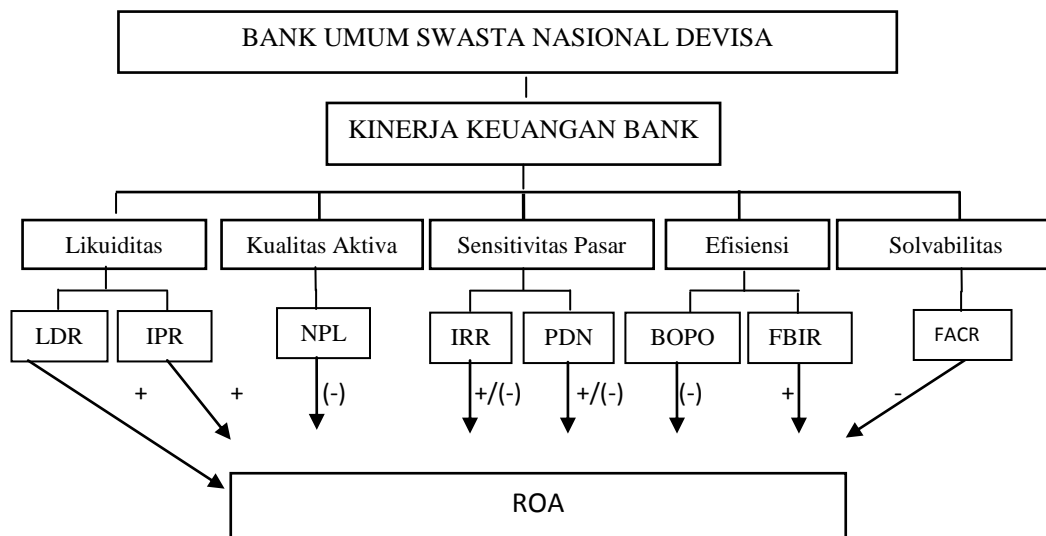 BANK UMUM SWASTA NASIONAL DEVISA
KINERJA KEUANGAN BANK
Likuiditas
Kualitas Aktiva
Sensitivitas Pasar
Efisiensi
Solvabilitas
LDR
IPR
NPL
IRR
PDN
BOPO
FBIR
FACR
+
+
(-)
+/(-)
+/(-)
(-)
+
-
ROA